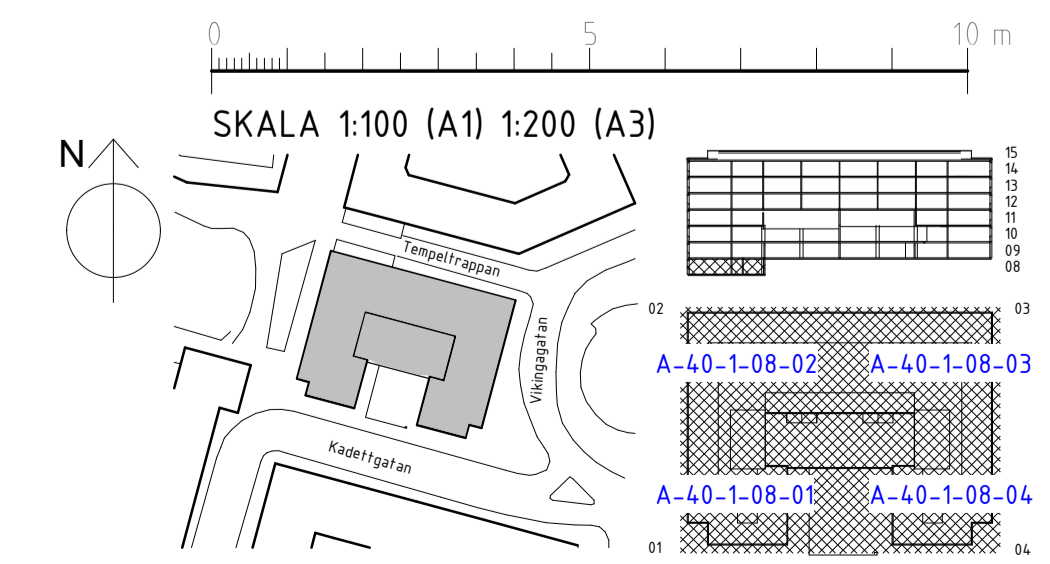 0 5 10 m
SKALA 1:100 (A1) 1:200 (A3)
N
Tempeltrappan
Vikingagatan
Kadettgatan
15
14
13
12
11
10
09
08
02 03
A-40-1-08-02 A-40-1-08-03
A-40-1-08-01 A-40-1-08-04
01 04